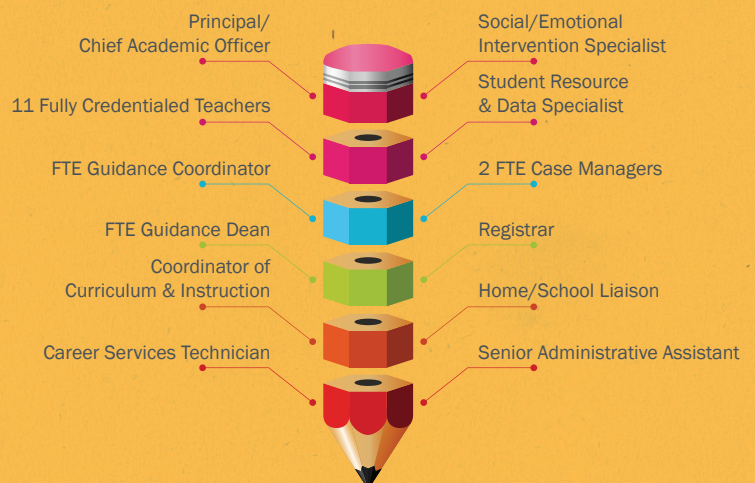 Principal/
Chief Academic Officer
11 Fully Credentialed Teachers
FTE Guidance Coordinator
FTE Guidance Dean
Coordinator of
Curriculum & Instruction
Career Services Technician
Social/Emotional
Intervention Specialist
Student Resource
& Data Specialist
2 FTE Case Managers
Registrar
Home/School Liaison
Senior Administrative Assistant